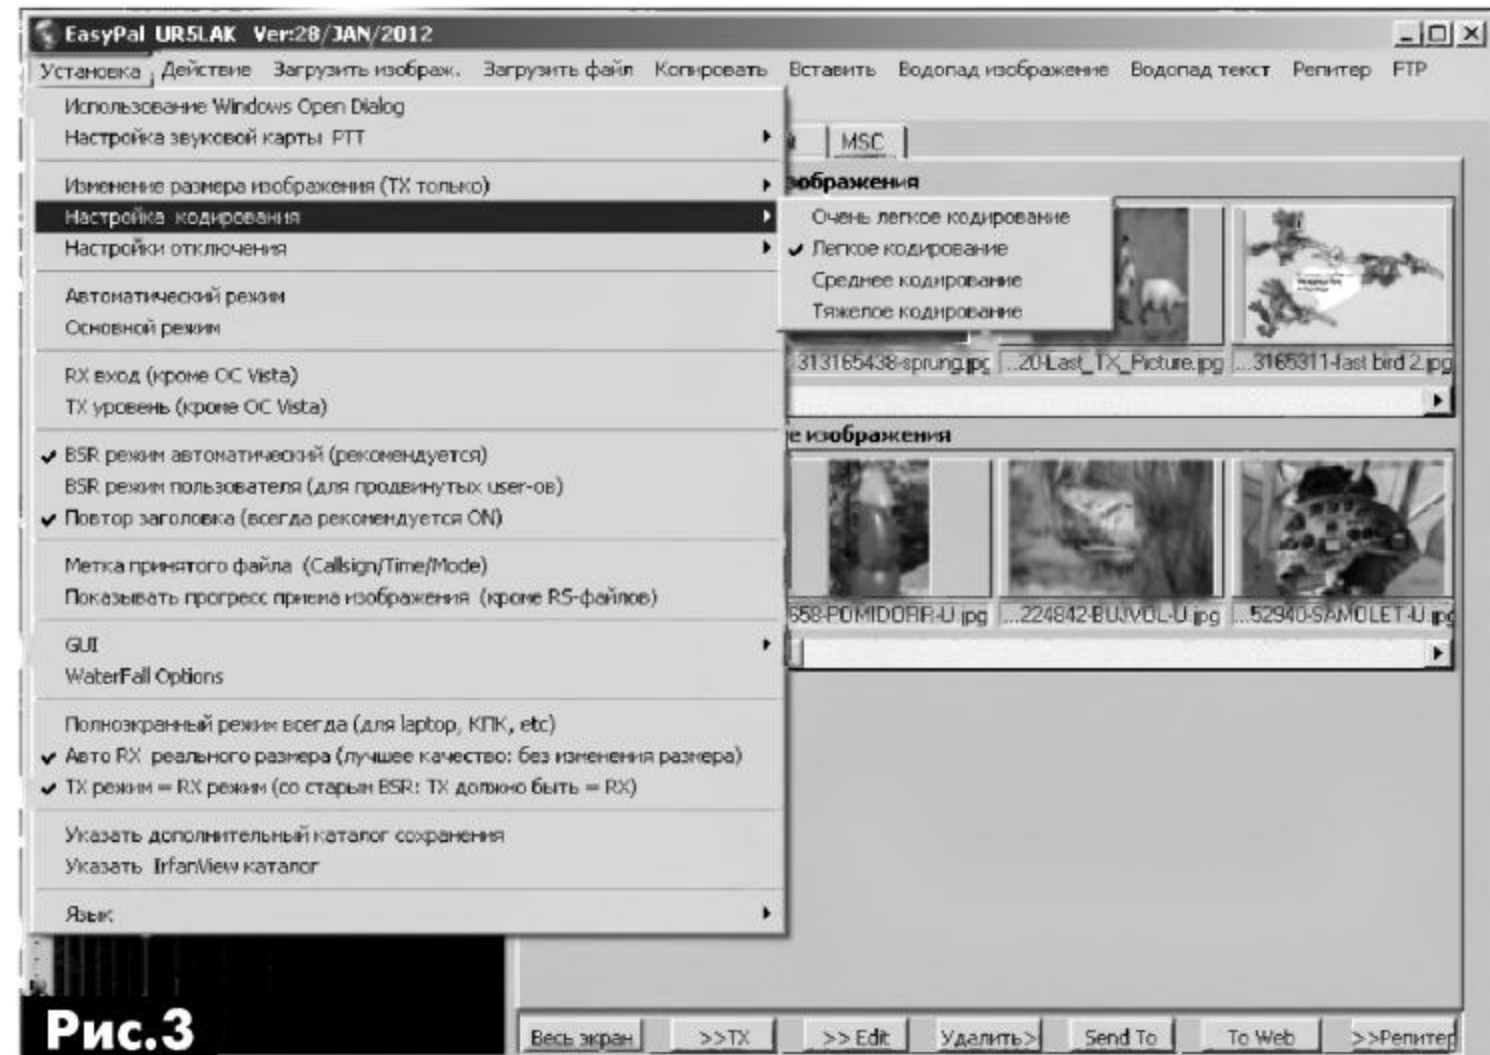 EasyPal UR5LAK Ver:28/JAN/2012
Установка Действие Загрузить изображ. Загрузить файл Копировать Вставить Водопад изображение Водопад текст Репитер FTP
Использование Windows Open Dialog
Настройка звуковой карты PTT
Изменение размера изображения (TX только)
Настройка кодирования
Настройки отключения
Автоматический режим
Основной режим
RX вход (кроме ОС Vista)
TX уровень (кроме ОС Vista)
BSR режим автоматический (рекомендуется)
BSR режим пользователя (для продвинутых user-ов)
Повтор заголовка (всегда рекомендуется ON)
Метка принятого файла (Callsign/Time/Mode)
Показывать прогресс приема изображения (кроме RS-файлов)
GUI
WaterFall Options
Полноэкранный режим всегда (для laptop, КПК, etc)
Авто RX реального размера (лучшее качество: без изменения размера)
TX режим = RX режим (со старым BSR: TX должно быть = RX)
Указать дополнительный каталог сохранения
Указать IrfanView каталог
Язык
MSC
зображения
Очень легкое кодирование
Легкое кодирование
Среднее кодирование
Тяжелое кодирование
313165438-sprung.jpg ...20-Last_TX_Picture.jpg ...3165311-fast bird 2.jpg
е изображения
658-POMIDORR-U.jpg ...224842-BUJVOL-U.jpg ...52940-SAMOLET-U.jpg
Рис.3
Весь экран >>TX >> Edit Удалить> Send To To Web >>Репитер